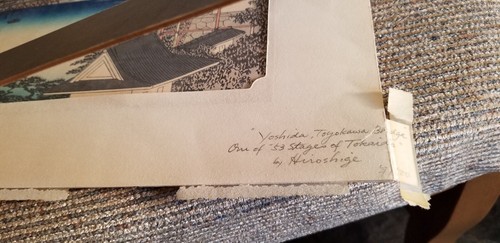 "Yoshida, Toyokawa Bridge
One of "53 Stages of Tokaido"
by Hiroshige